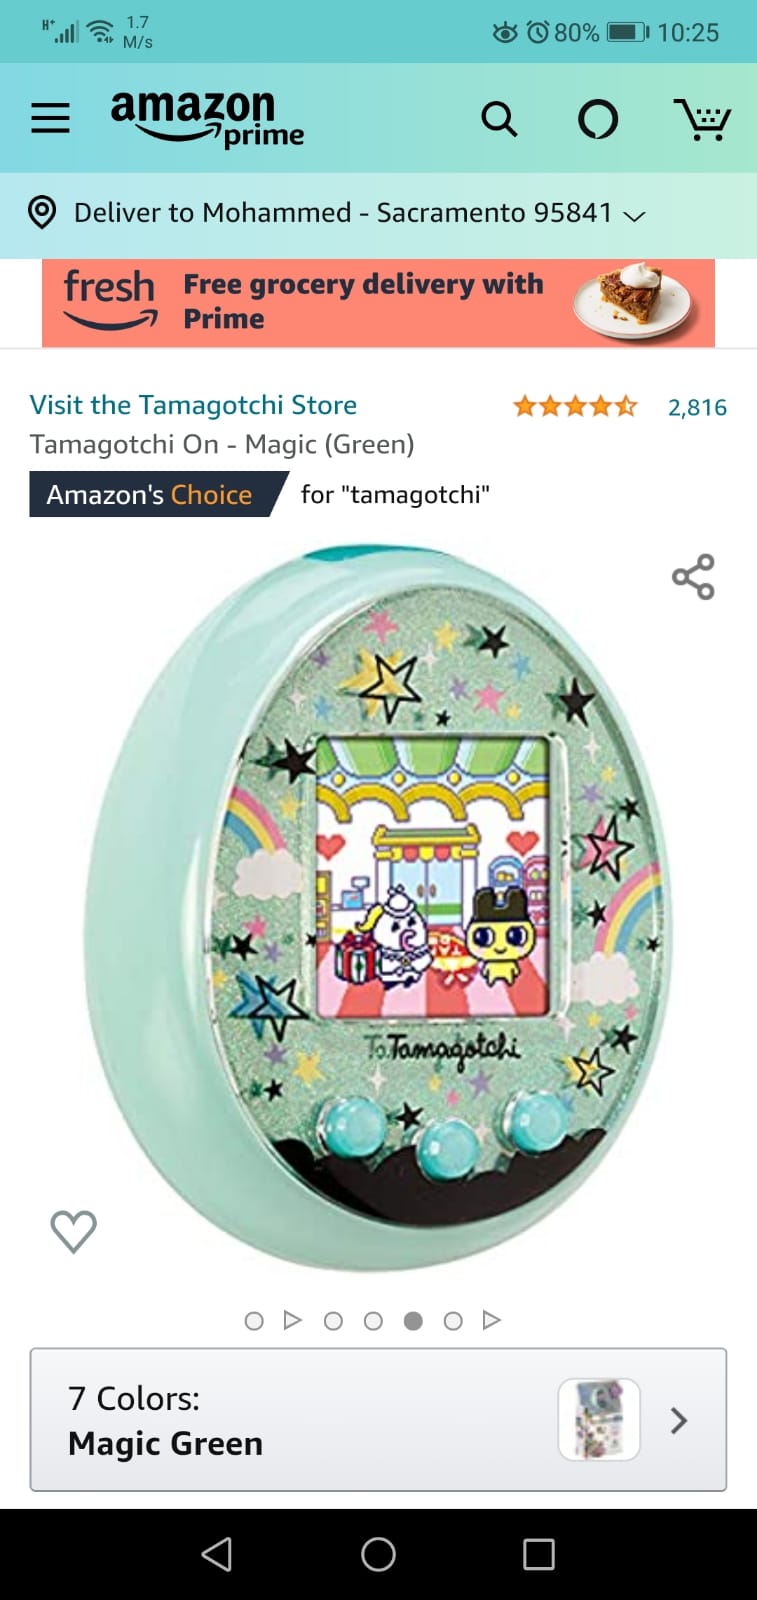 H+ 1.7 M/s 80% 10:25
amazon
prime
Deliver to Mohammed - Sacramento 95841
fresh
Free grocery delivery with
Prime
Visit the Tamagotchi Store 2,816
Tamagotchi On - Magic (Green)
Amazon's Choice for "tamagotchi"
Tamagotchi
7 Colors:
Magic Green